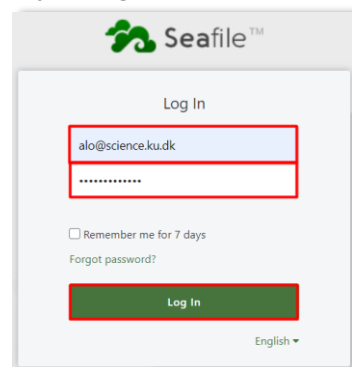 Seafile™
Log In
alo@science.ku.dk
•••••••••••••
Remember me for 7 days
Forgot password?
Log In
English